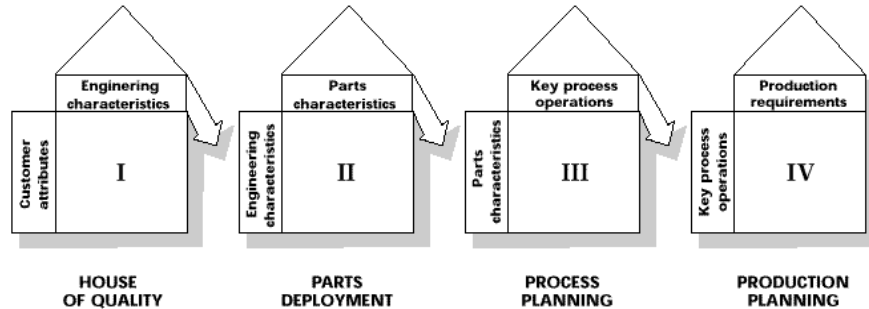 Enginering
characteristics
Customer
attributes
I
HOUSE
OF QUALITY
Parts
characteristics
Engineering
characteristics
II
PARTS
DEPLOYMENT
Key process
operations
Parts
characteristics
III
PROCESS
PLANNING
Production
requirements
Key process
operations
IV
PRODUCTION
PLANNING